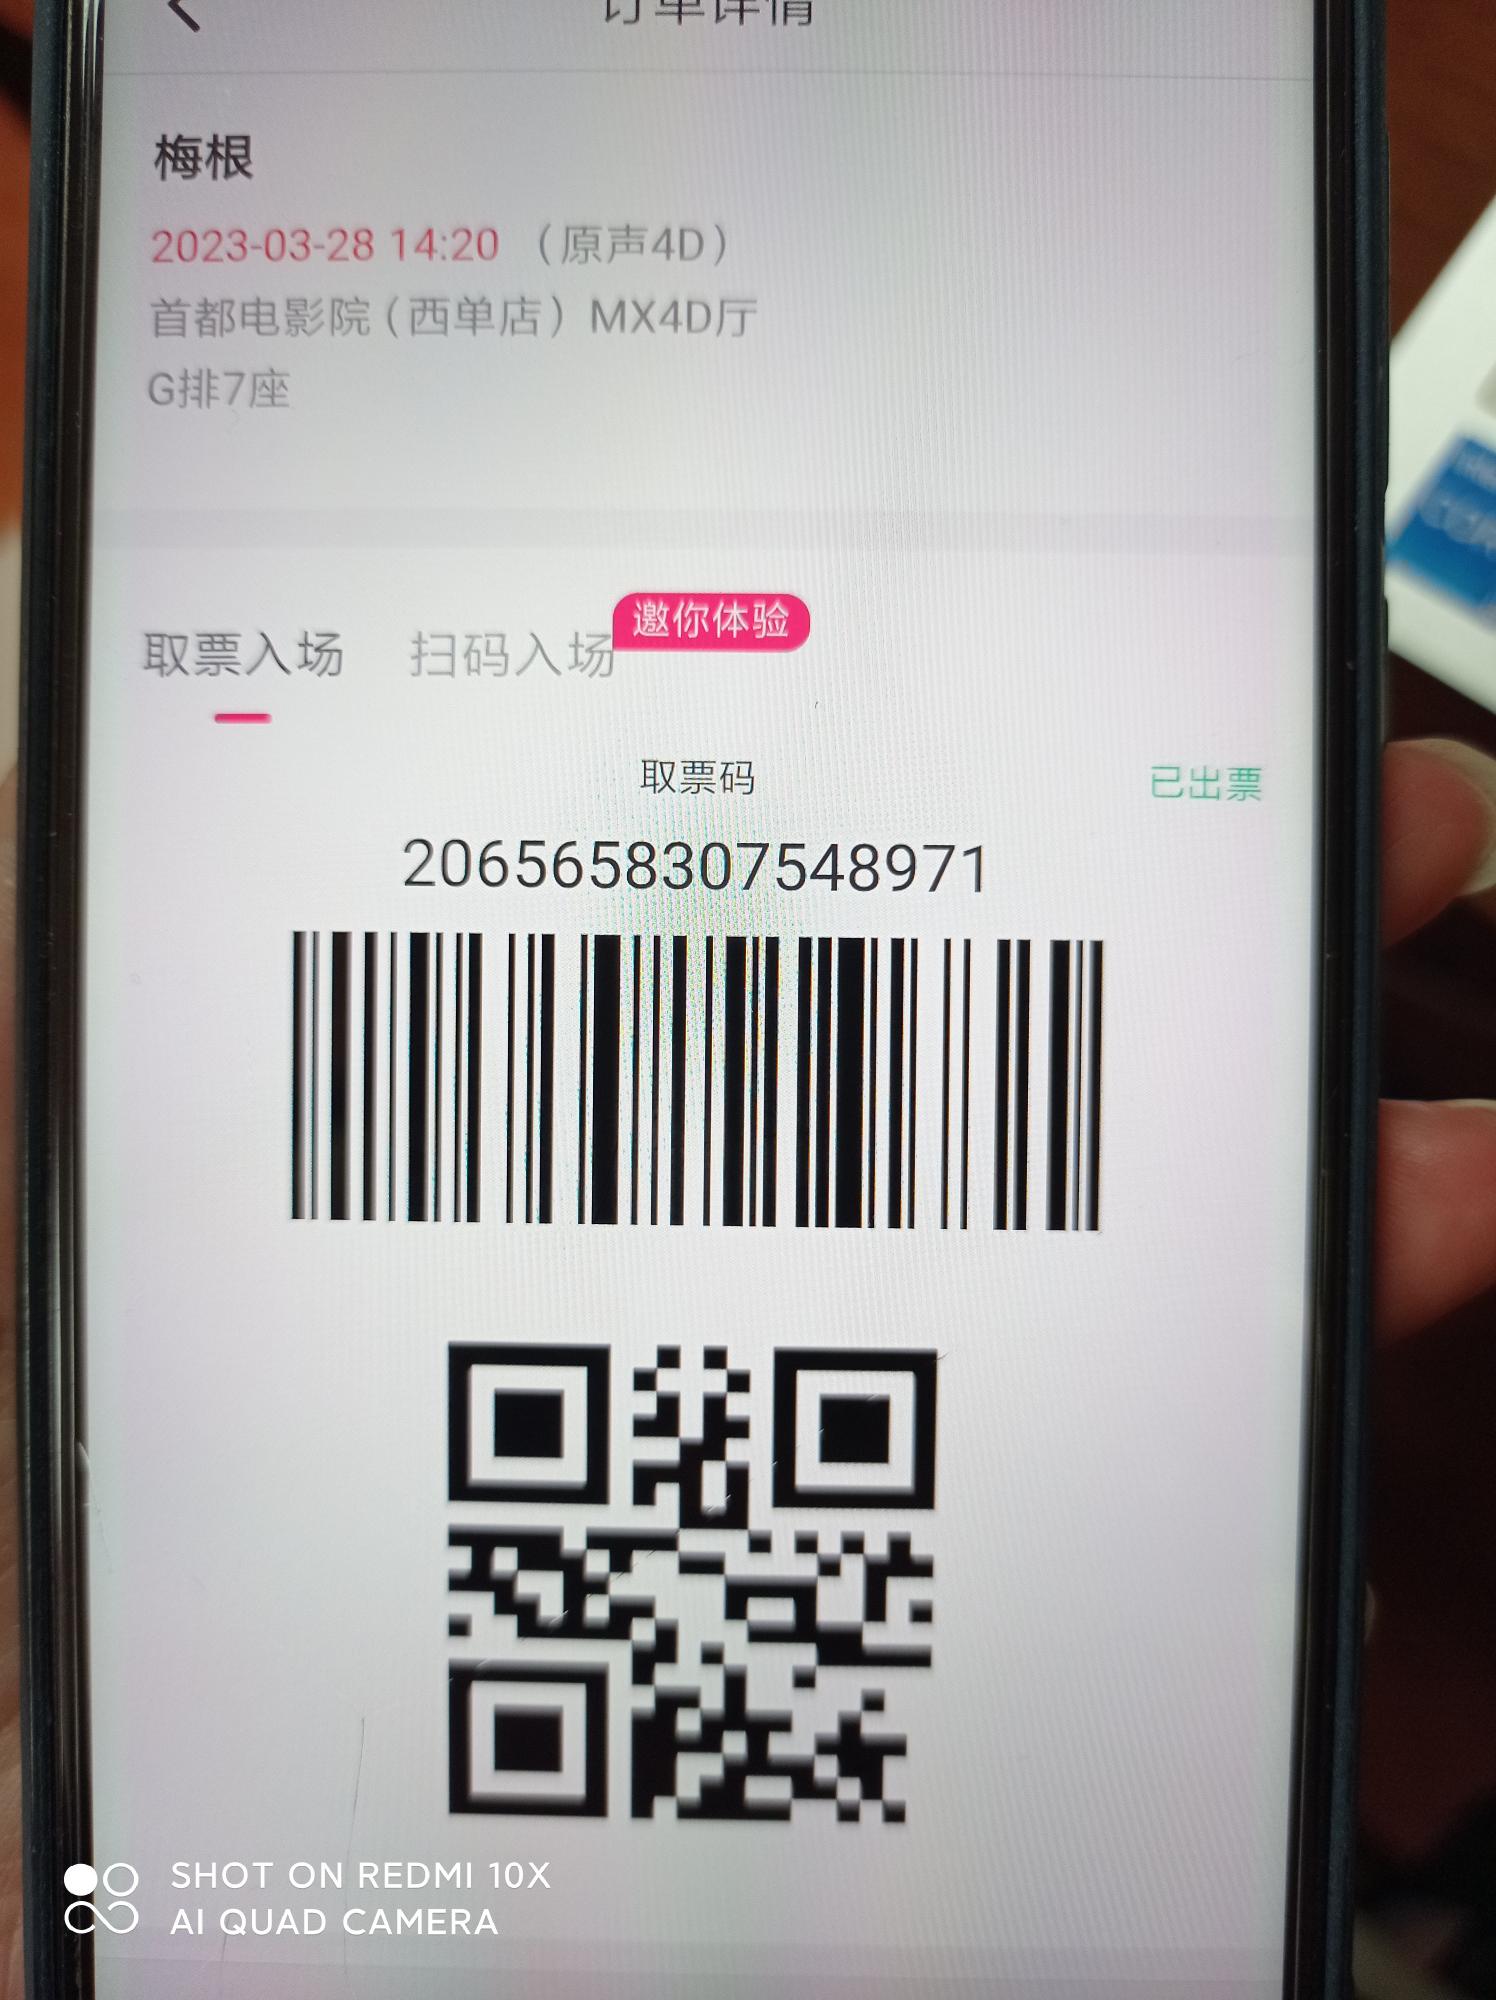 订单详情
梅根
2023-03-28 14:20 （原声4D）
首都电影院（西单店）MX4D厅
G排7座
邀你体验
取票入场 扫码入场
取票码
已出票
2065658307548971
SHOT ON REDMI 10X
AI QUAD CAMERA